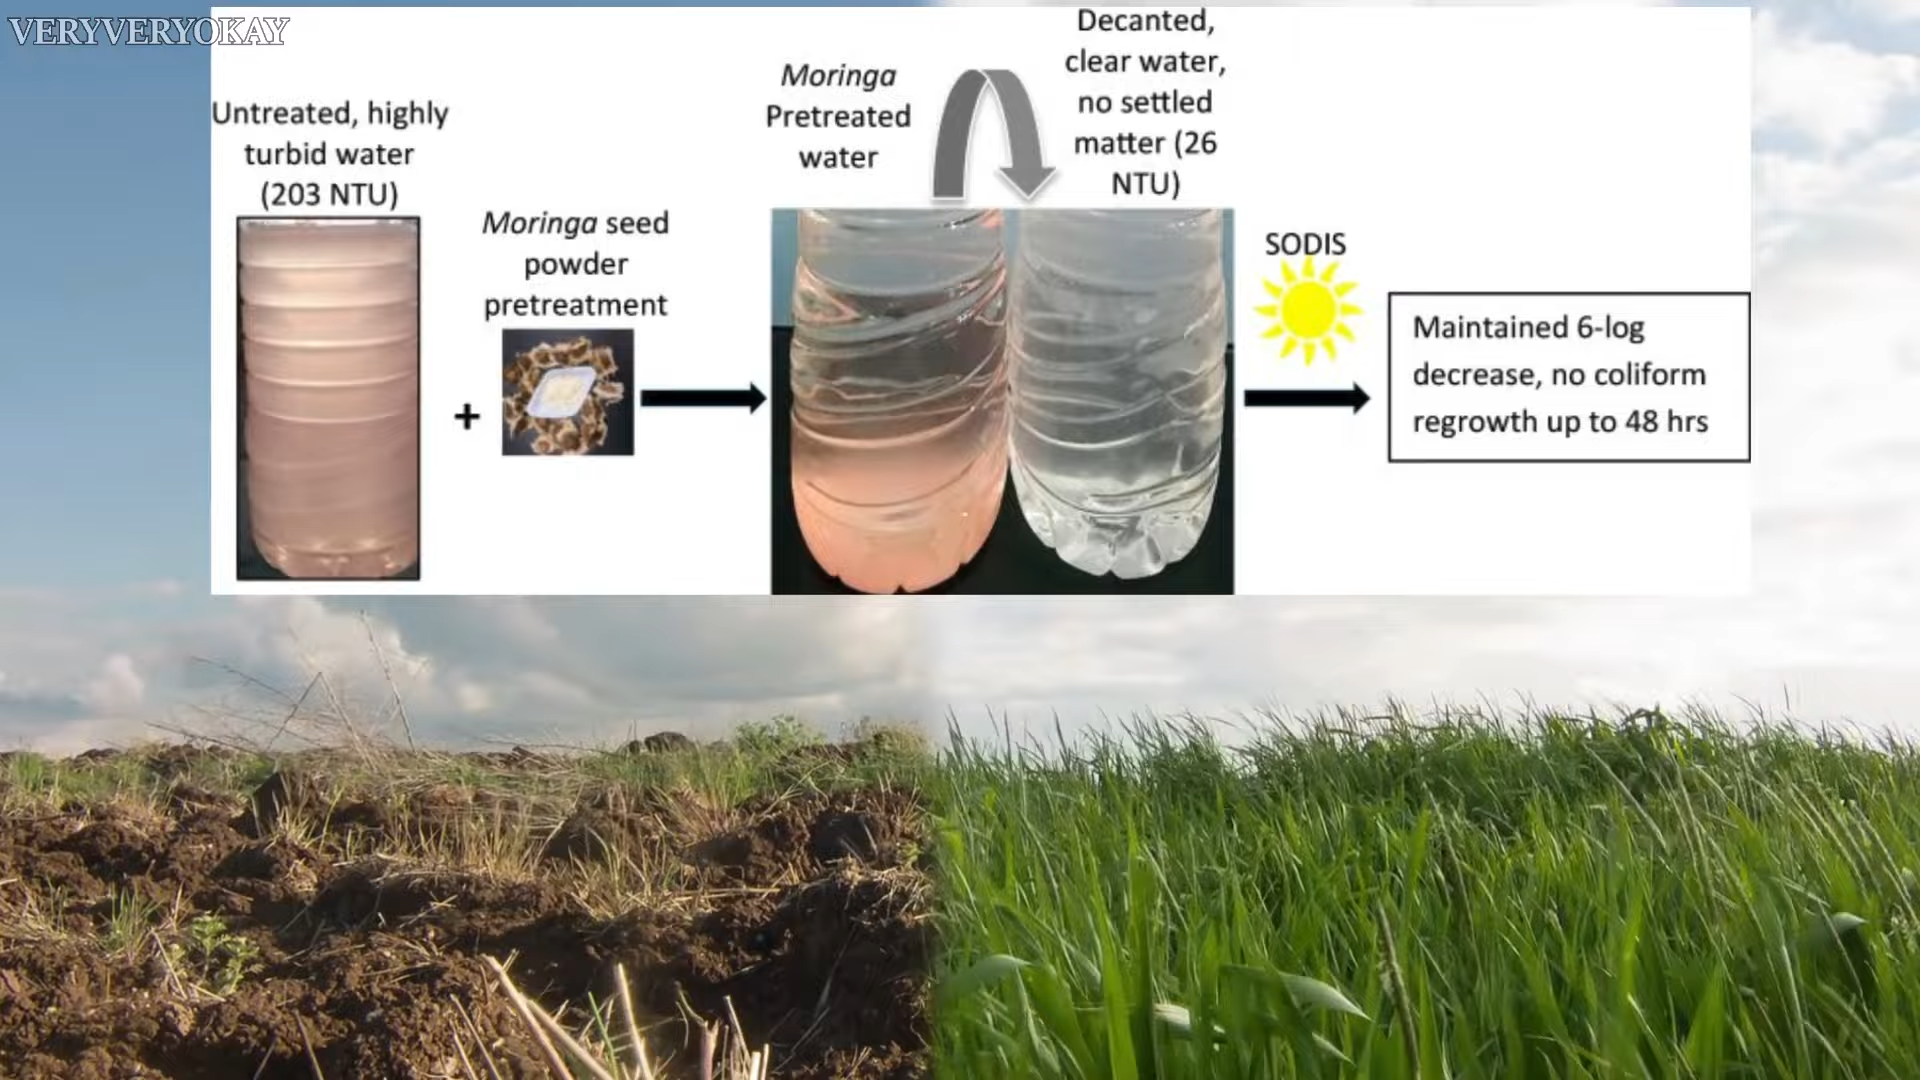 VERYVERYOKAY
Untreated, highly
turbid water
(203 NTU)
+
Moringa seed
powder
pretreatment
Moringa
Pretreated
water
Decanted,
clear water,
no settled
matter (26
NTU)
SODIS
Maintained 6-log
decrease, no coliform
regrowth up to 48 hrs